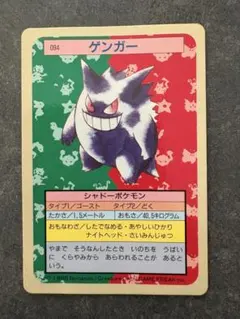 094
ゲンガー
シャドーポケモン
タイプ1/ゴースト タイプ2/どく
たかさ/1,5メートル おもさ/40,5キログラム
おもなわざ/したでなめる・あやしいひかり
ナイトヘッド・さいみんじゅつ
やまで そうなんしたとき いのちを うばいに
くらやみから あらわれることが あるという。